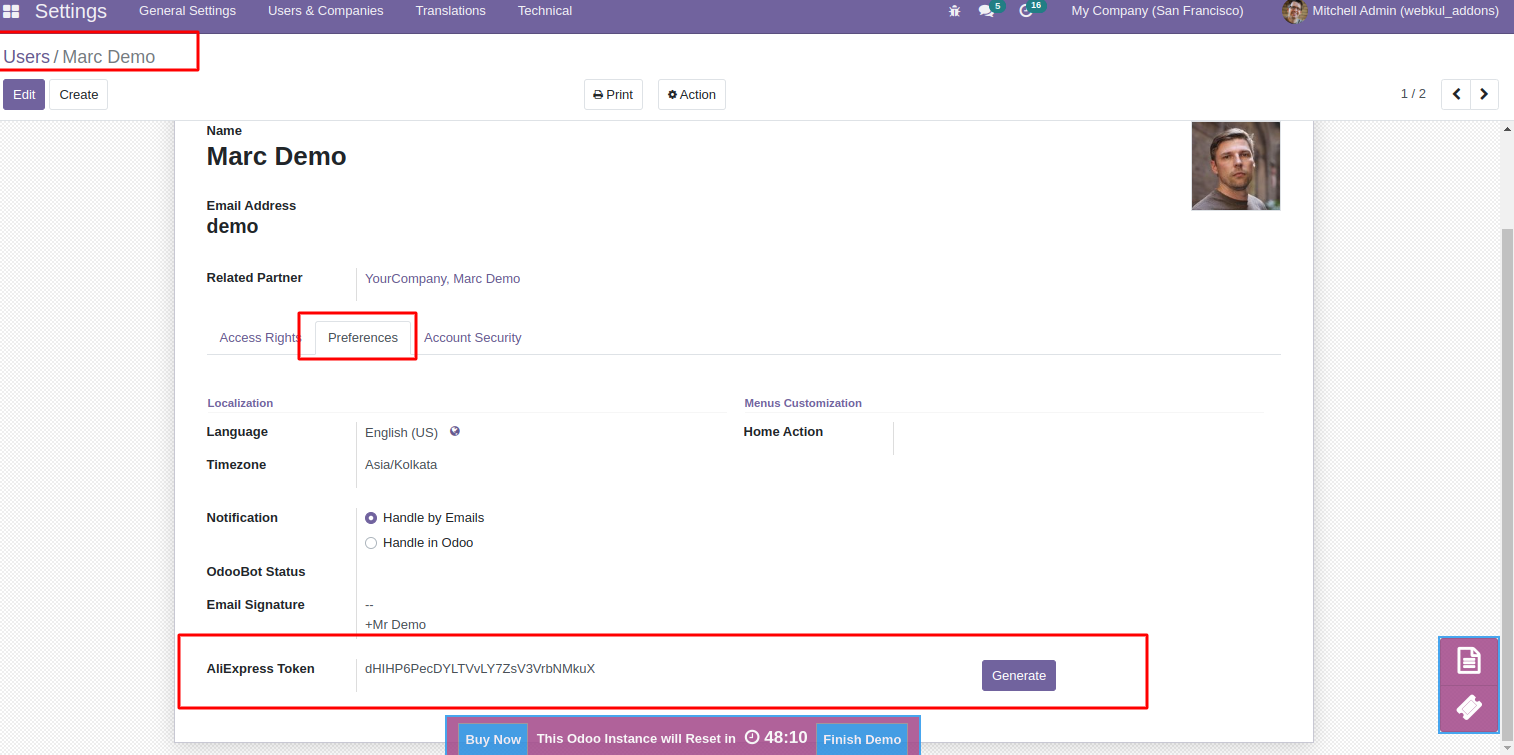 Settings General Settings Users & Companies Translations Technical 5 16 My Company (San Francisco) Mitchell Admin (webkul_addons)
Users / Marc Demo
Edit Create Print Action 1 / 2
Name
Marc Demo
Email Address
demo
Related Partner YourCompany, Marc Demo
Access Rights Preferences Account Security
Localization Menus Customization
Language English (US) Home Action
Timezone Asia/Kolkata
Notification Handle by Emails
Handle in Odoo
OdooBot Status
Email Signature --
+Mr Demo
AliExpress Token dHIHP6PecDYLTVvLY7ZsV3VrbNMkuX Generate
Buy Now This Odoo Instance will Reset in 48:10 Finish Demo